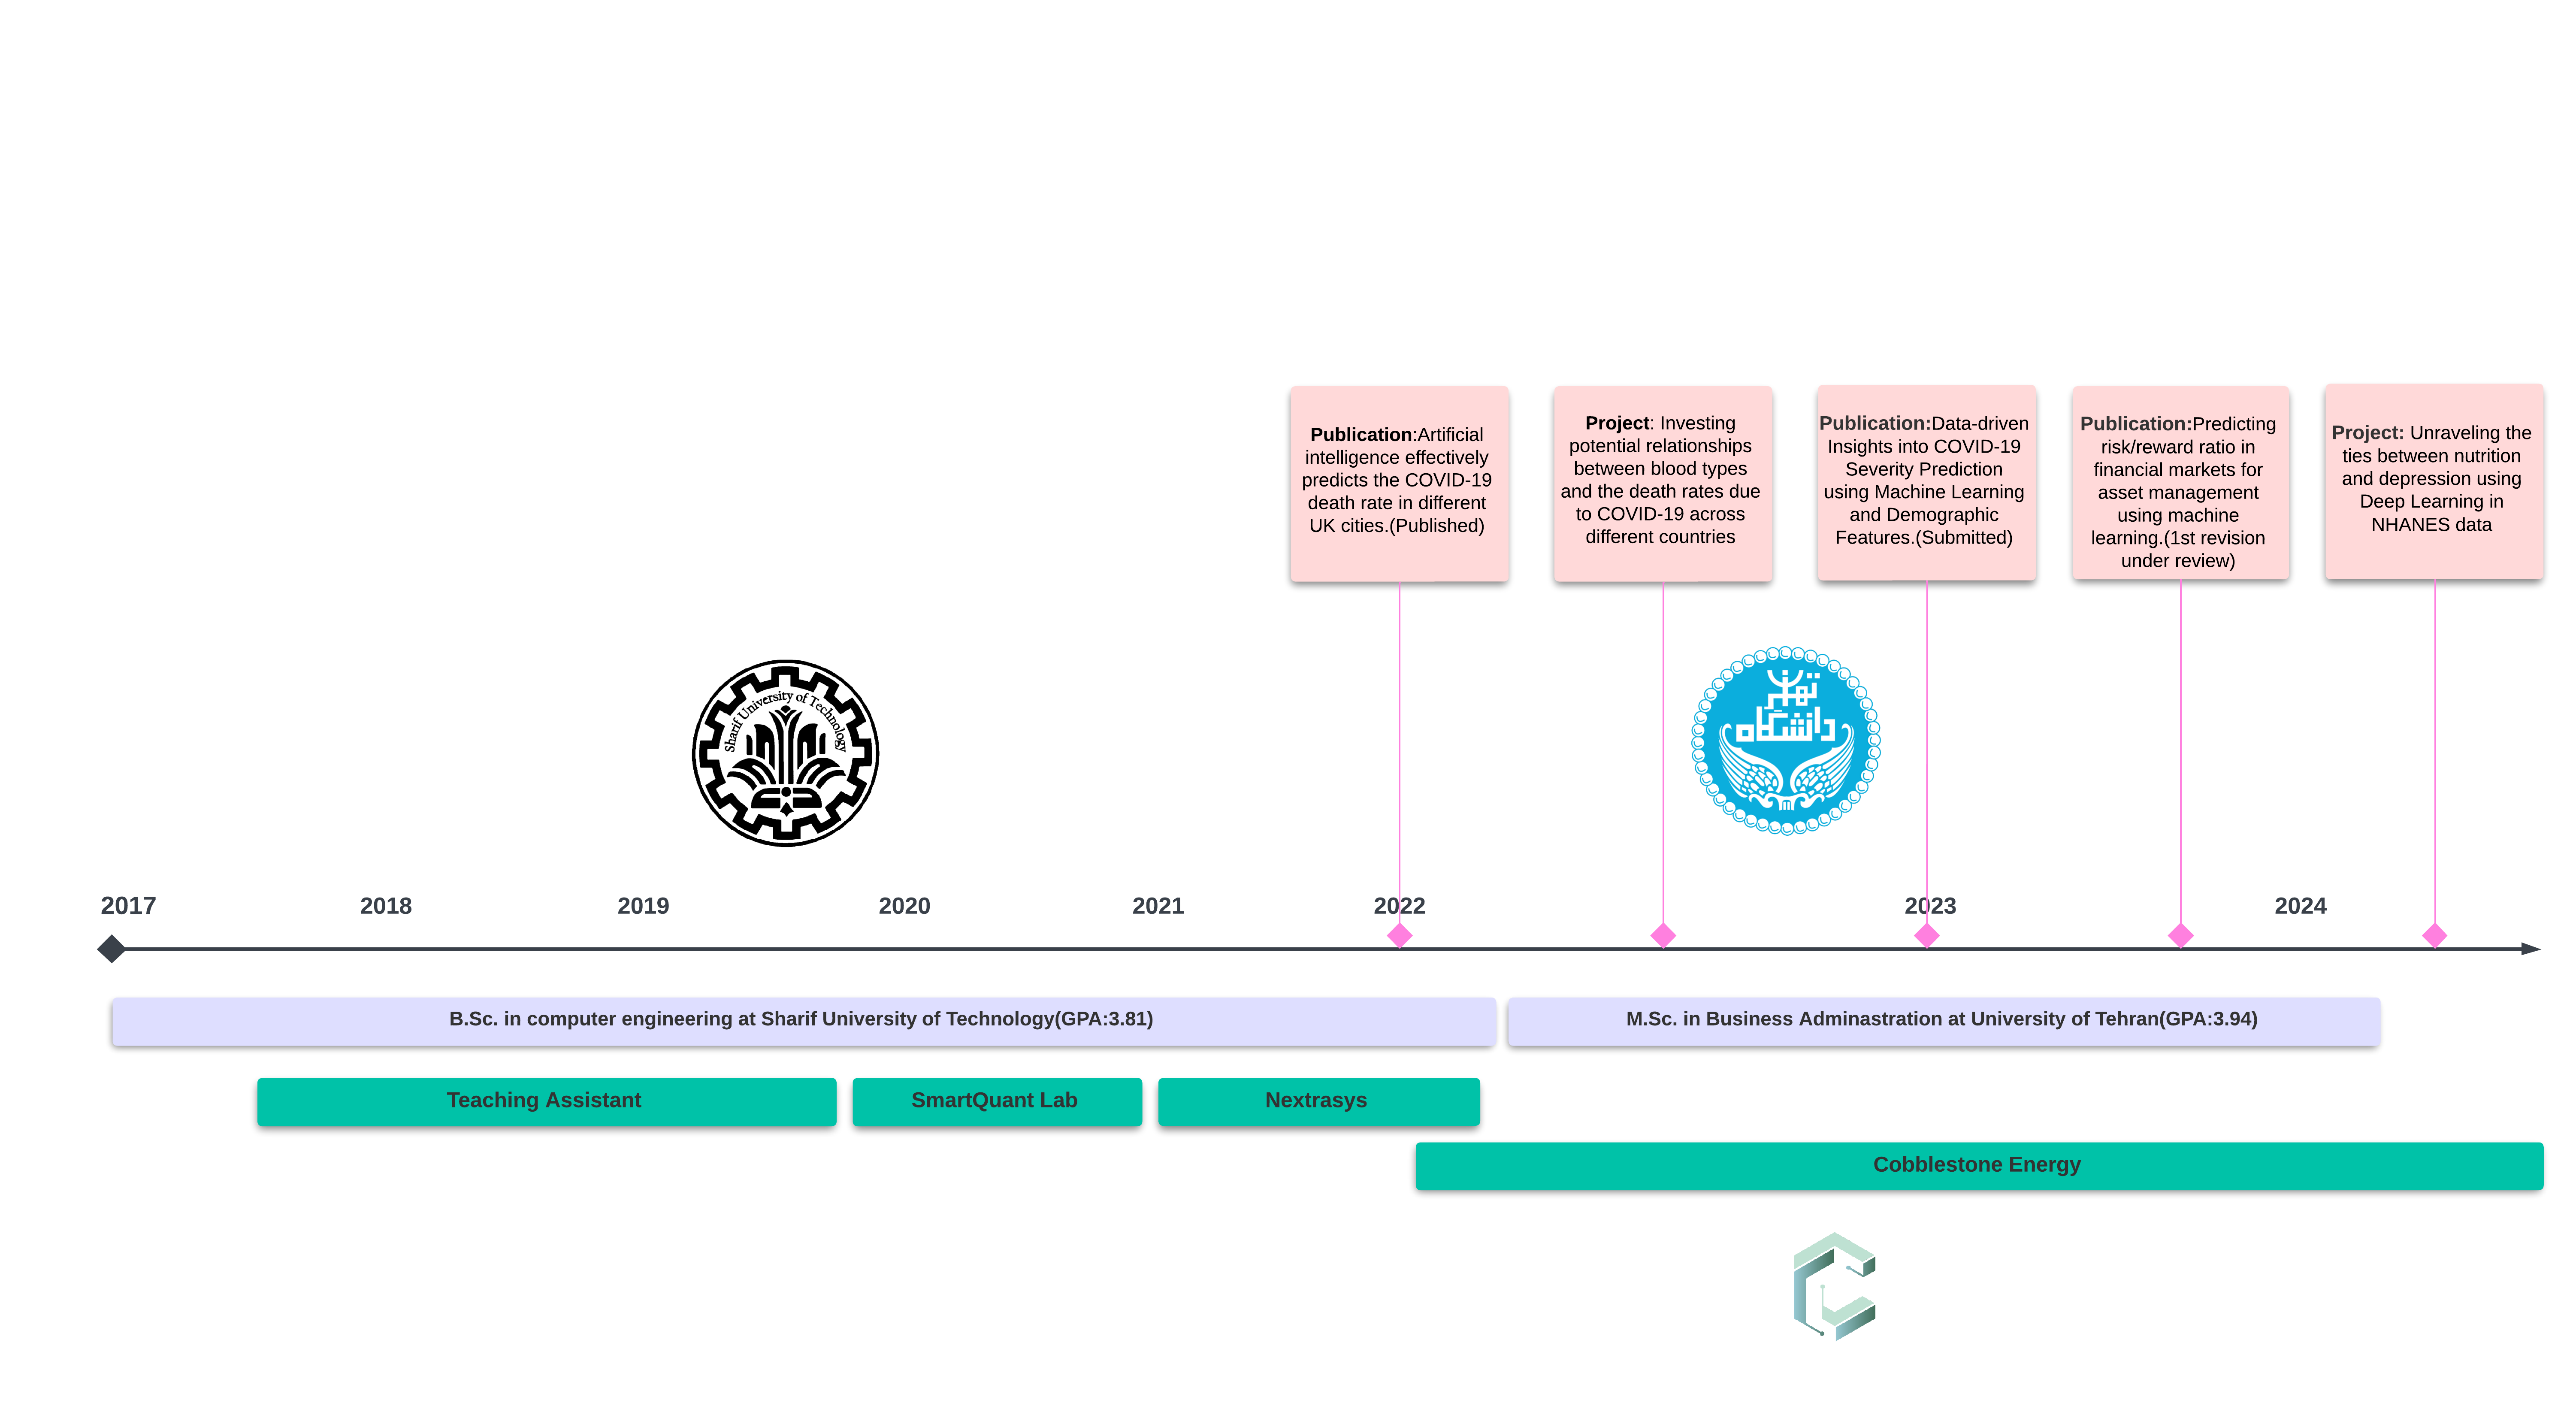 Publication:Artificial
intelligence effectively
predicts the COVID-19
death rate in different
UK cities.(Published)
Project: Investing
potential relationships
between blood types
and the death rates due
to COVID-19 across
different countries
Publication:Data-driven
Insights into COVID-19
Severity Prediction
using Machine Learning
and Demographic
Features.(Submitted)
Publication:Predicting
risk/reward ratio in
financial markets for
asset management
using machine
learning.(1st revision
under review)
Project: Unraveling the
ties between nutrition
and depression using
Deep Learning in
NHANES data
Sharif University of Technology
تهران
دانشگاه
2017
2018
2019
2020
2021
2022
2023
2024
B.Sc. in computer engineering at Sharif University of Technology(GPA:3.81)
M.Sc. in Business Adminastration at University of Tehran(GPA:3.94)
Teaching Assistant
SmartQuant Lab
Nextrasys
Cobblestone Energy